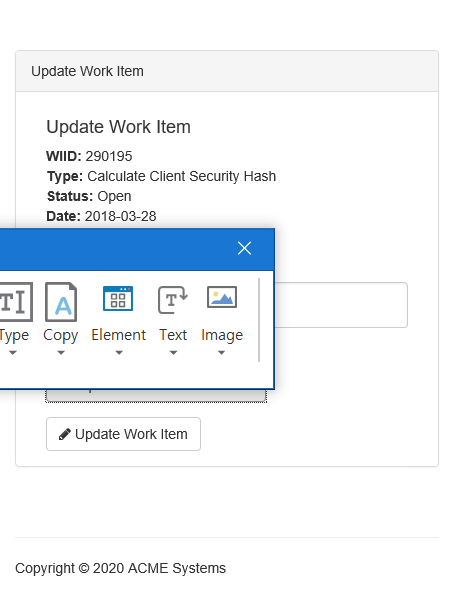 Update Work Item
Update Work Item
WIID: 290195
Type: Calculate Client Security Hash
Status: Open
Date: 2018-03-28
Type Copy Element Text Image
Update Work Item
Copyright © 2020 ACME Systems